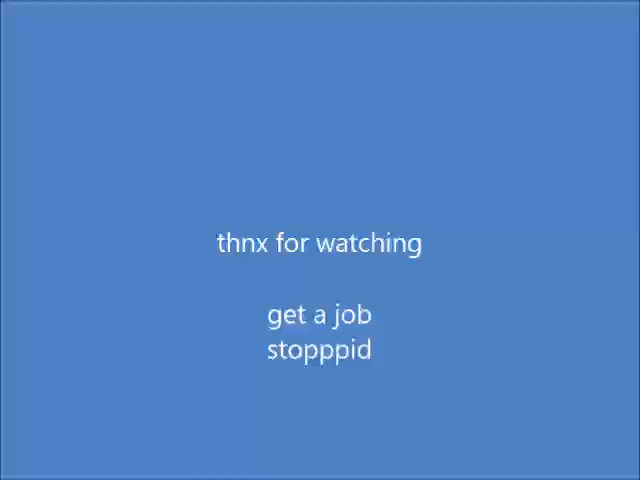 thnx for watching
get a job
stopppid